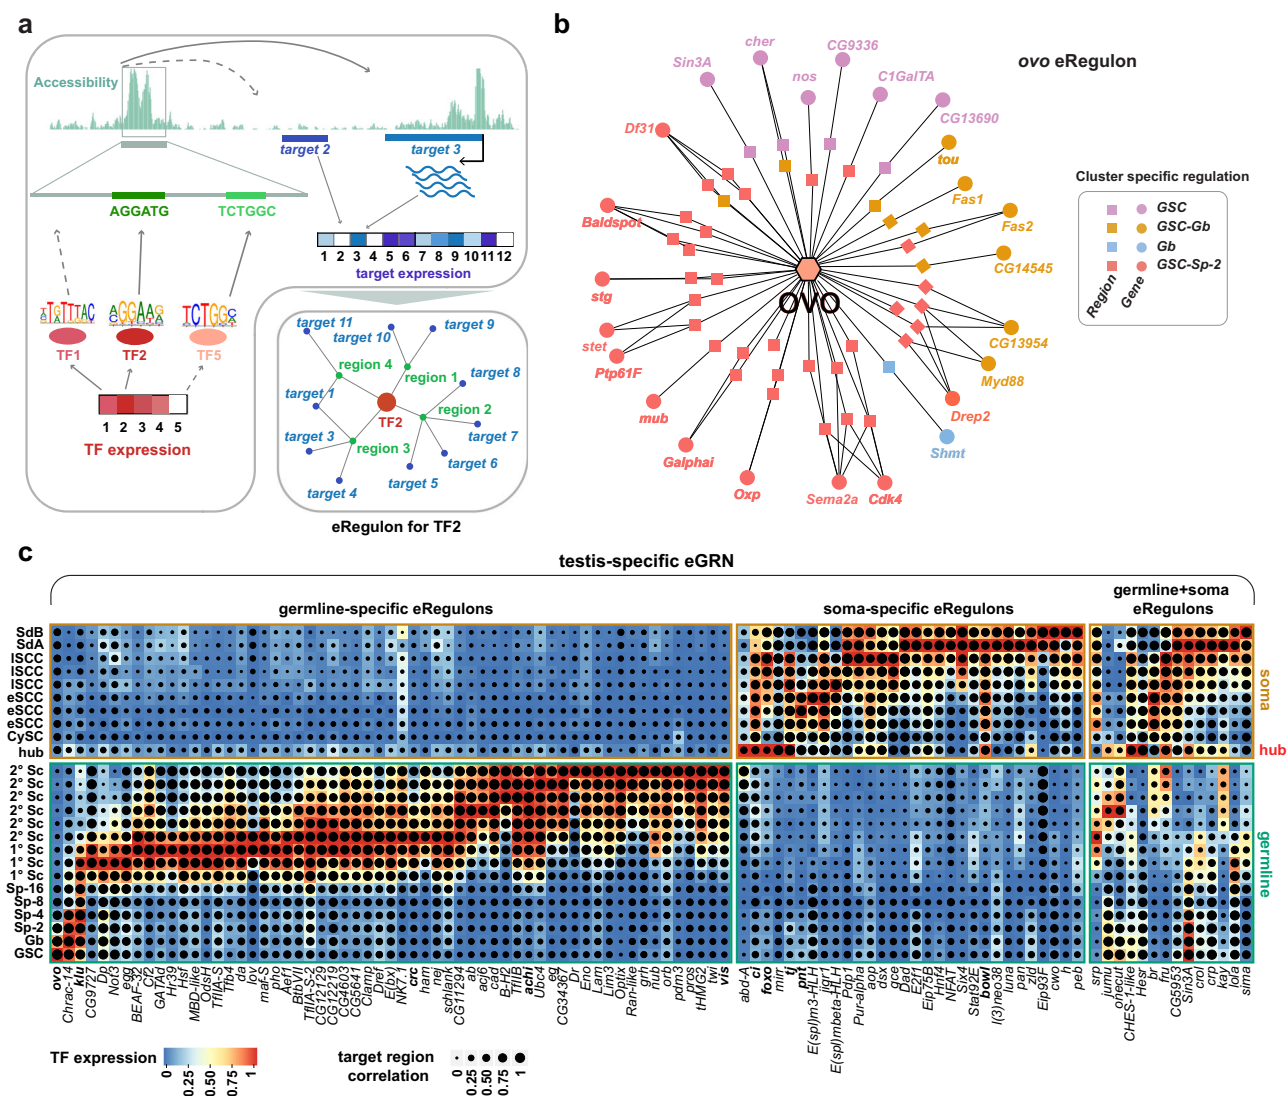 a
Accessibility
target 2
target 3
AGGATG
TCTGGC
1 2 3 4 5 6 7 8 9 10 11 12
target expression
TF1
TF2
TF5
1 2 3 4 5
TF expression
target 11
target 10
target 9
region 4
region 1
target 8
target 1
TF2
region 2
target 3
region 3
target 7
target 6
target 5
target 4
eRegulon for TF2
b
ovo eRegulon
cher
CG9336
Sin3A
nos
C1GalTA
CG13690
Df31
tou
Fas1
Baldspot
Fas2
CG14545
stg
OVO
stet
CG13954
Ptp61F
Myd88
mub
Drep2
Galphai
Shmt
Oxp
Sema2a
Cdk4
Cluster specific regulation
GSC
GSC-Gb
Gb
GSC-Sp-2
Region
Gene
c
testis-specific eGRN
germline-specific eRegulons
soma-specific eRegulons
germline+soma
eRegulons
SdB
SdA
lSCC
lSCC
lSCC
eSCC
eSCC
eSCC
CySC
hub
soma
hub
2° Sc
2° Sc
2° Sc
2° Sc
2° Sc
2° Sc
1° Sc
1° Sc
1° Sc
Sp-16
Sp-8
Sp-4
Sp-2
Gb
GSC
germline
ovo
Chrac-14
klu
CG9727
Dp
Not3
egg
BEAF-32
Cf2
GATAd
Hr39
Hsf
MBD-like
OdsH
TfIIA-S
Tfb4
da
lov
maf-S
pho
Aef1
BtbVII
TfIIA-S-2
CG12129
CG12219
CG4603
CG5641
Clamp
Dref
E(bx)
NK7.1
crc
ham
rtel
schlank
CG11294
ab
acj6
cad
B-H2
achi
TfIIB
Ubc4
eg
CG34367
Dr
Eno
Lam
Lim3
Optix
Ran-like
grh
nub
orb
pdm3
pros
tHMG2
twi
vis
abd-A
ci
foxo
mirr
tj
pnt
E(spl)m3-HLH
jigr1
E(spl)mbeta-HLH
Pdp1
Pur-alpha
aop
dsx
gce
Dad
E2f1
Eip75B
Hnf4
NFAT
Six4
Stat92E
bowl
l(3)neo38
luna
pan
zld
Eip93F
cwo
h
peb
srp
jumu
onecut
CHES-1-like
Hesr
br
fru
CG5953
Sin3A
crol
crp
kay
lola
sima
TF expression
0
0.25
0.50
0.75
1
target region
correlation
0
0.25
0.50
0.75
1